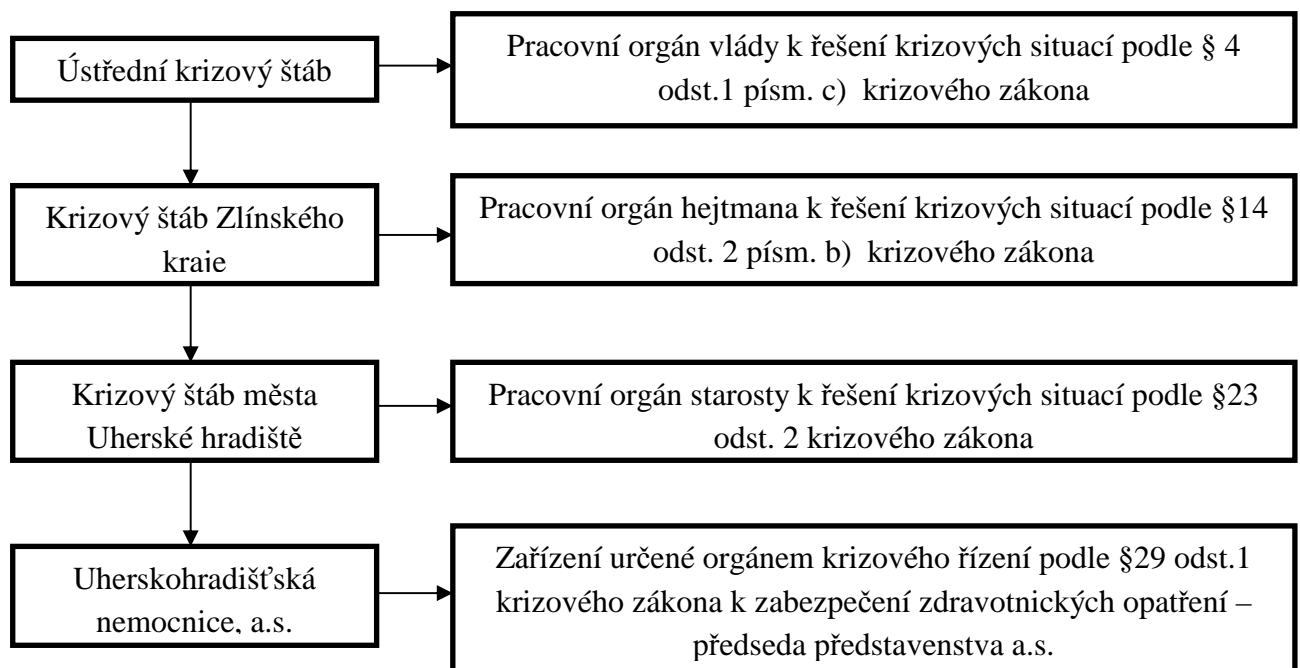 Ústřední krizový štáb
Pracovní orgán vlády k řešení krizových situací podle § 4
odst.1 písm. c) krizového zákona
Krizový štáb Zlínského
kraje
Pracovní orgán hejtmana k řešení krizových situací podle §14
odst. 2 písm. b) krizového zákona
Krizový štáb města
Uherské hradiště
Pracovní orgán starosty k řešení krizových situací podle §23
odst. 2 krizového zákona
Uherskohradišťská
nemocnice, a.s.
Zařízení určené orgánem krizového řízení podle §29 odst.1
krizového zákona k zabezpečení zdravotnických opatření –
předseda představenstva a.s.